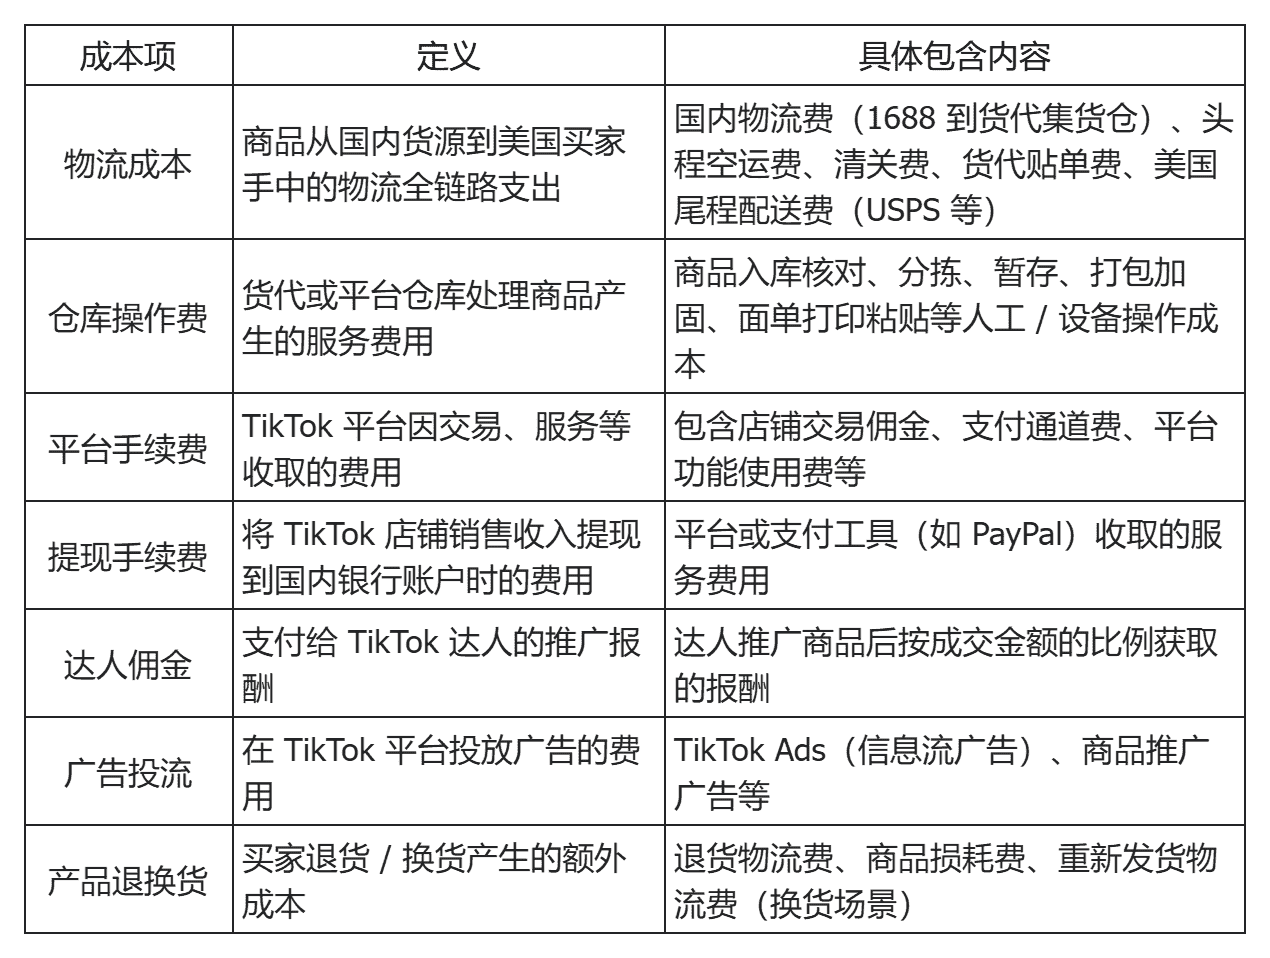 成本项
定义
具体包含内容
物流成本
商品从国内货源到美国买家
手中的物流全链路支出
国内物流费（1688 到货代集货仓）、头
程空运费、清关费、货代贴单费、美国
尾程配送费（USPS 等）
仓库操作费
货代或平台仓库处理商品产
生的服务费用
商品入库核对、分拣、暂存、打包加
固、面单打印粘贴等人工 / 设备操作成
本
平台手续费
TikTok 平台因交易、服务等
收取的费用
包含店铺交易佣金、支付通道费、平台
功能使用费等
提现手续费
将 TikTok 店铺销售收入提现
到国内银行账户时的费用
平台或支付工具（如 PayPal）收取的服
务费用
达人佣金
支付给 TikTok 达人的推广报
酬
达人推广商品后按成交金额的比例获取
的报酬
广告投流
在 TikTok 平台投放广告的费
用
TikTok Ads（信息流广告）、商品推广
广告等
产品退换货
买家退货 / 换货产生的额外
成本
退货物流费、商品损耗费、重新发货物
流费（换货场景）